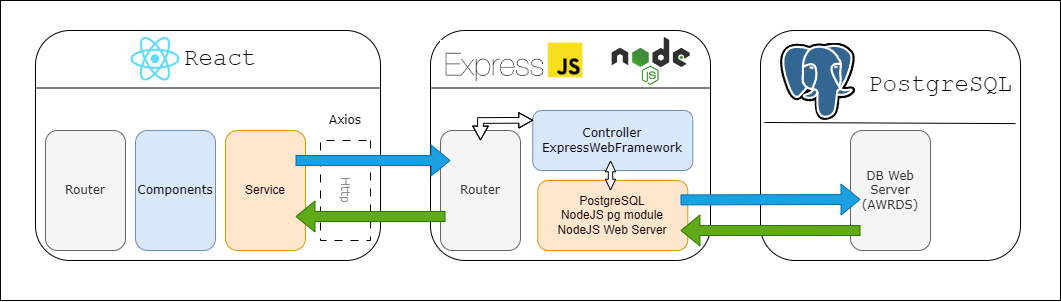 React
Router
Components
Service
Axios
Http
Express
JS
node
JS
Router
Controller
ExpressWebFramework
PostgreSQL
NodeJS pg module
NodeJS Web Server
PostgreSQL
DB Web
Server
(AWRDS)